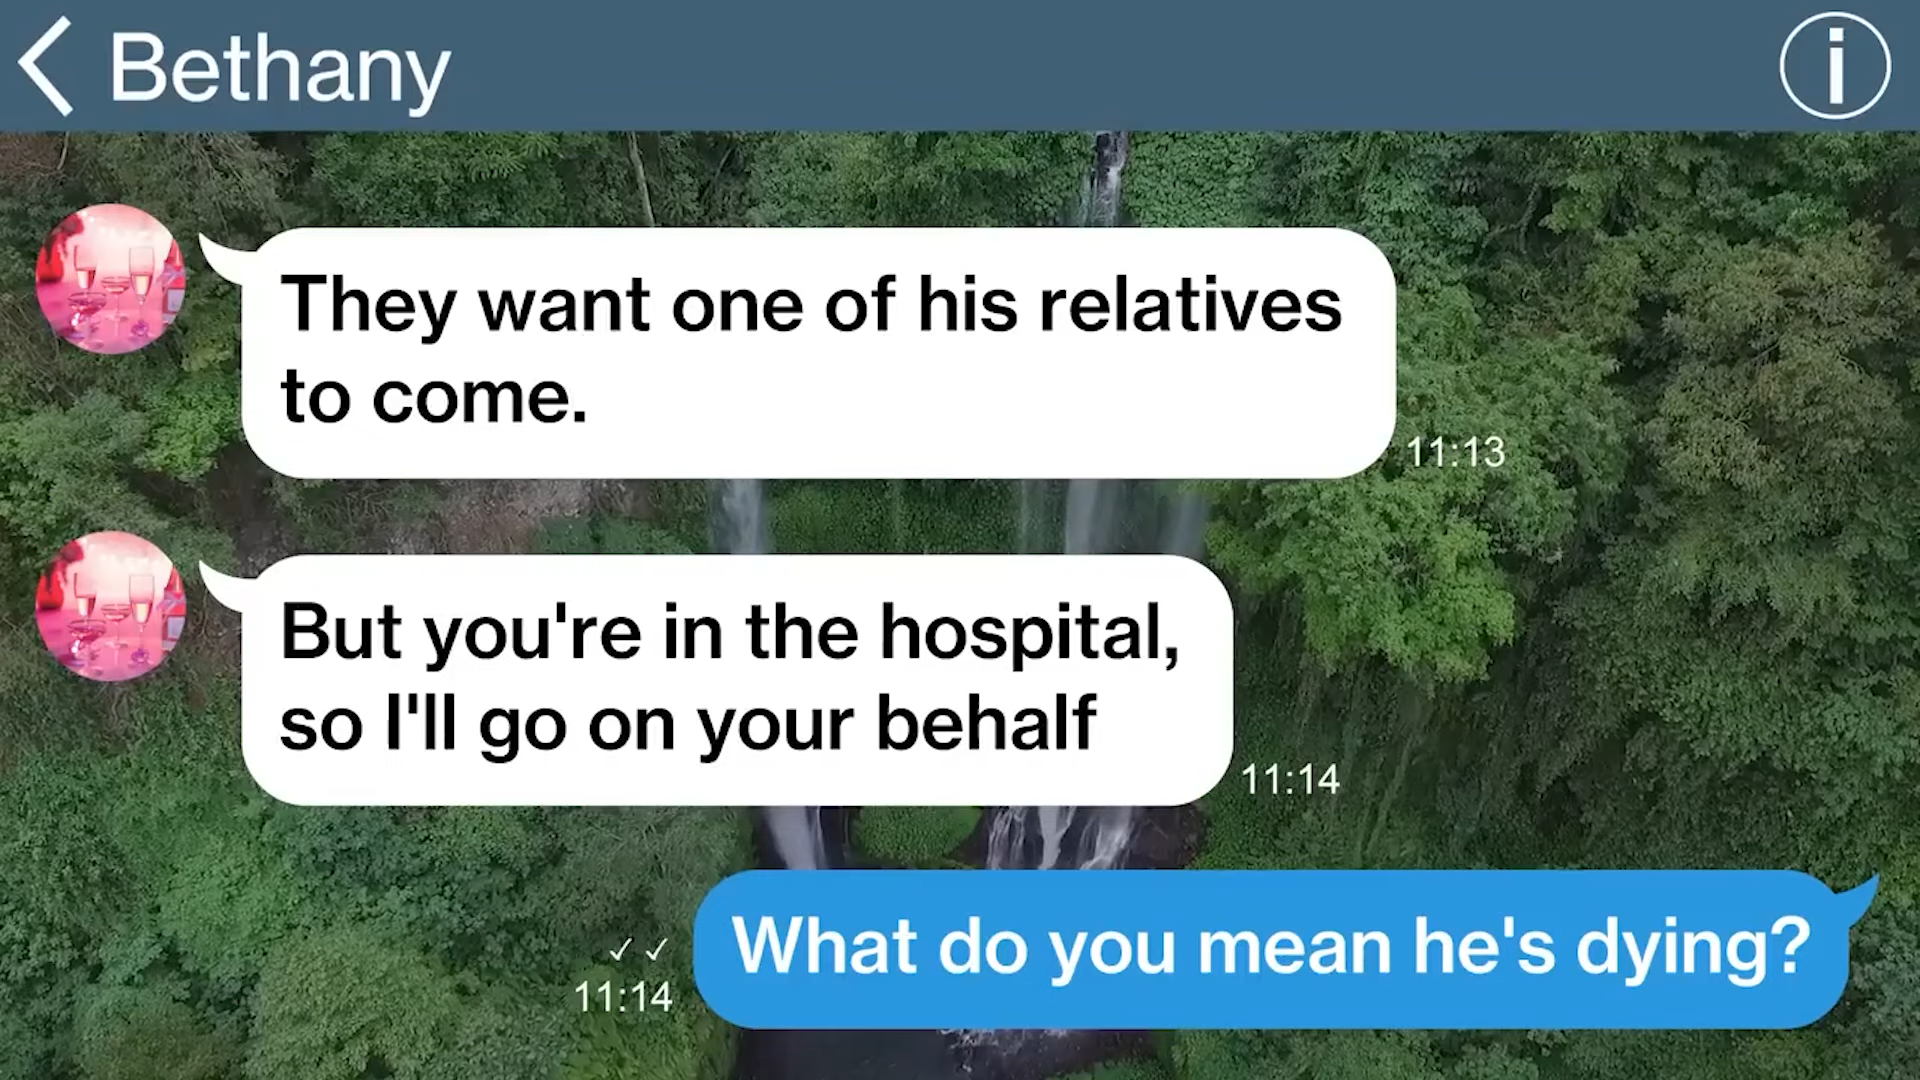 Bethany
They want one of his relatives
to come.
11:13
But you're in the hospital,
so I'll go on your behalf
11:14
What do you mean he's dying?
✓✓
11:14